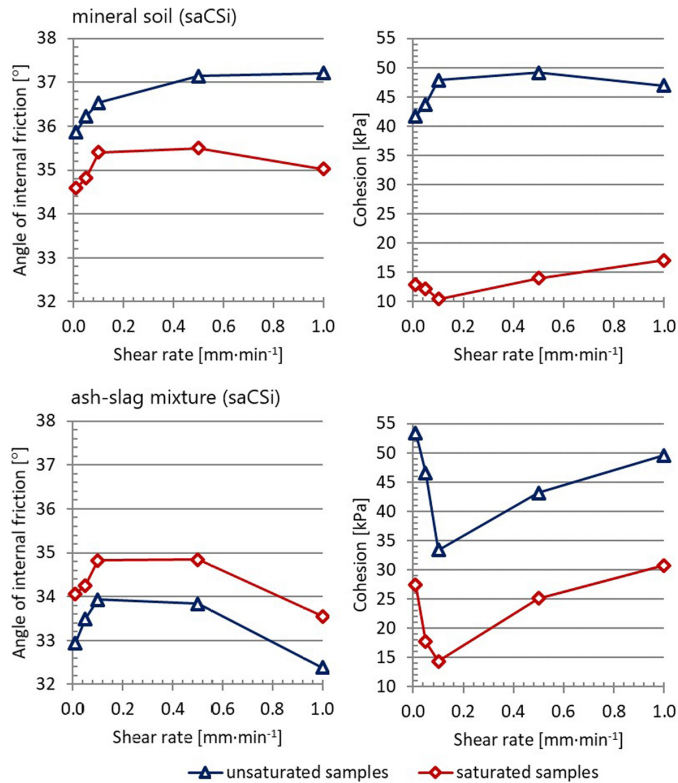 mineral soil (saCSi)
38
37
36
35
34
33
32
Angle of internal friction [°]
0.0 0.2 0.4 0.6 0.8 1.0
Shear rate [mm·min⁻¹]
55
50
45
40
35
30
25
20
15
10
Cohesion [kPa]
0.0 0.2 0.4 0.6 0.8 1.0
Shear rate [mm·min⁻¹]
ash-slag mixture (saCSi)
38
37
36
35
34
33
32
Angle of internal friction [°]
0.0 0.2 0.4 0.6 0.8 1.0
Shear rate [mm·min⁻¹]
55
50
45
40
35
30
25
20
15
10
Cohesion [kPa]
0.0 0.2 0.4 0.6 0.8 1.0
Shear rate [mm·min⁻¹]
unsaturated samples
saturated samples